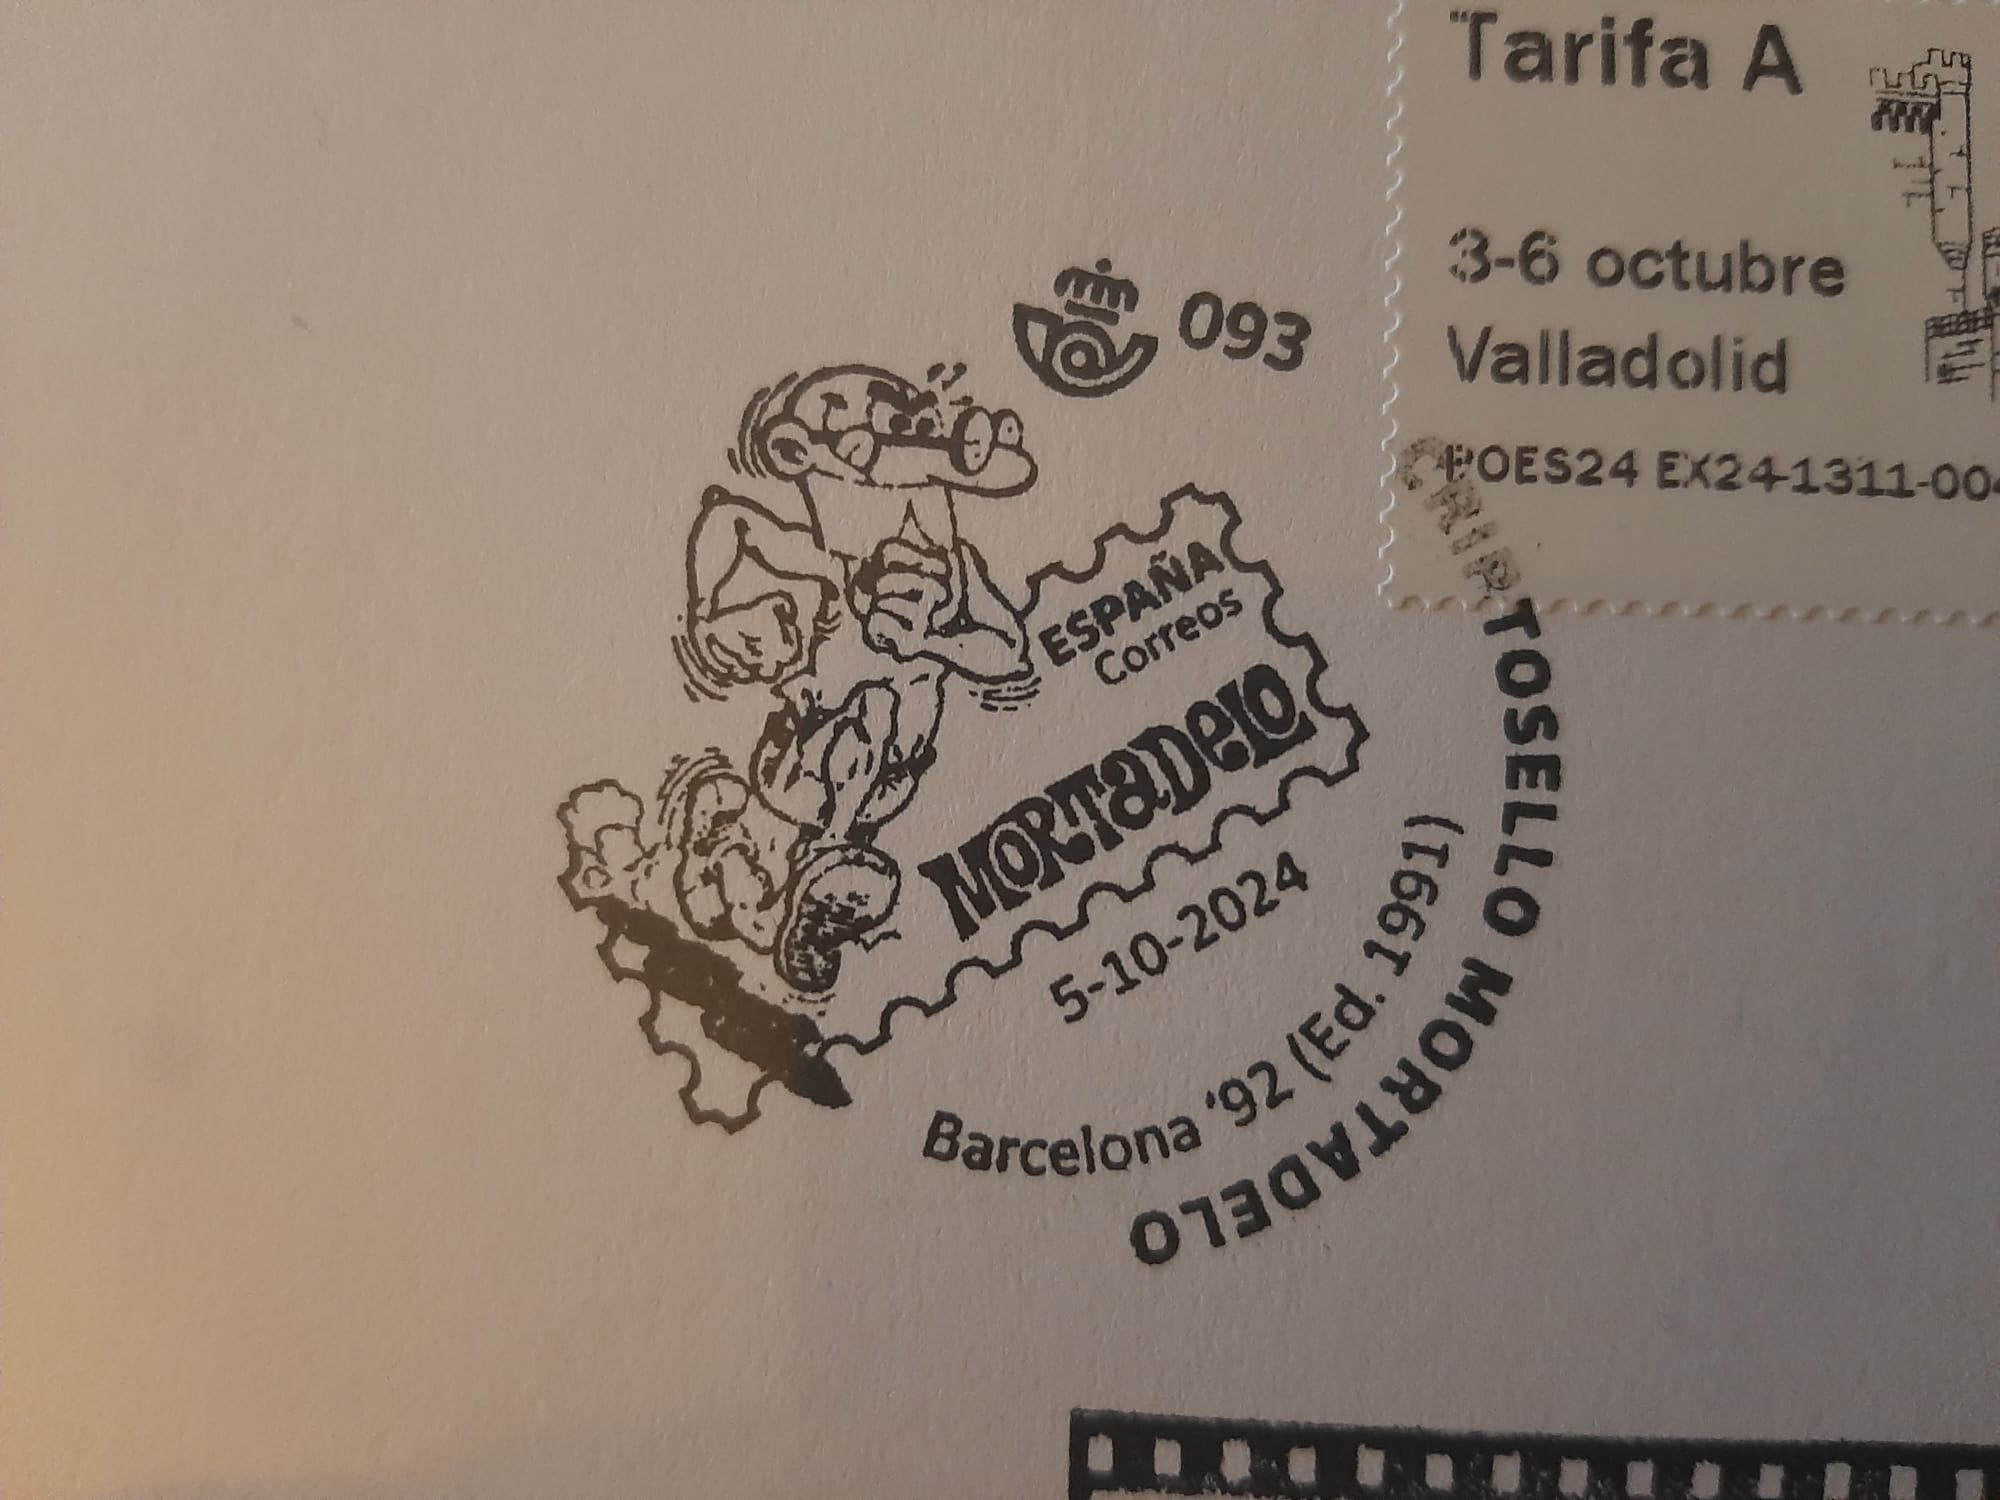 Tarifa A
3-6 octubre
Valladolid
POES24 EX24-1311-00
093
ESPAÑA
Correos
MORTADELO
5-10-2024
Barcelona '92 (Ed. 1991)
CRIPTOSELLO MORTADELO